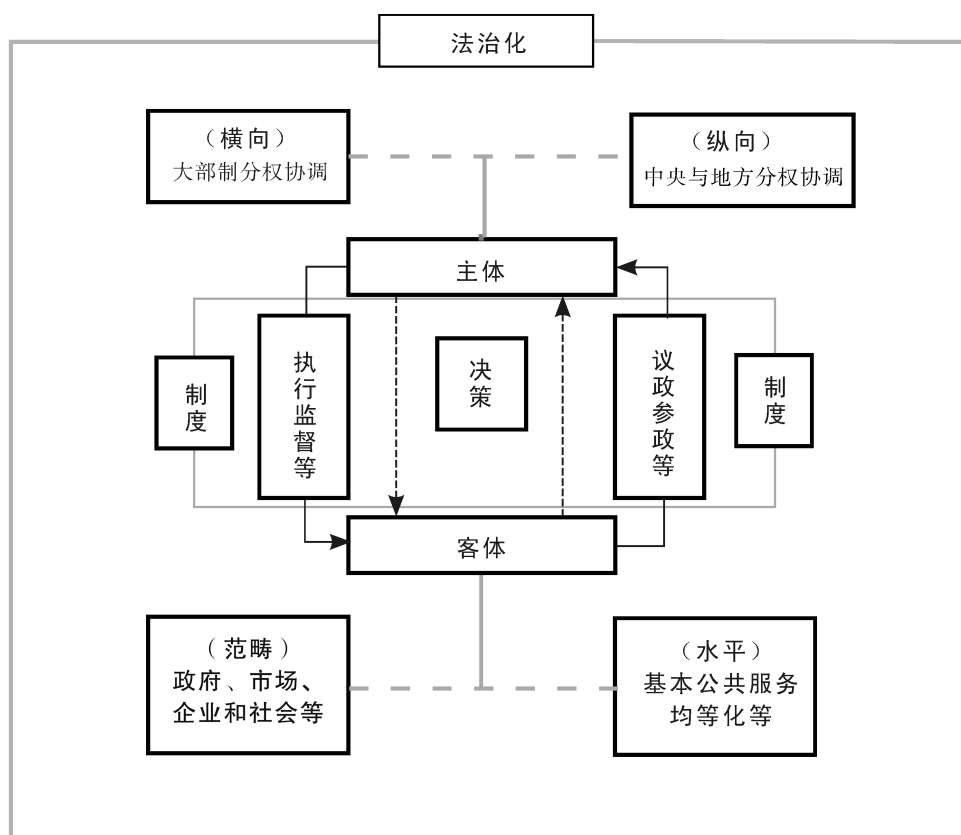 法治化
（横向）
大部制分权协调
（纵向）
中央与地方分权协调
主体
制度
执行监督等
决策
议政参政等
制度
客体
（范畴）
政府、市场、
企业和社会等
（水平）
基本公共服务
均等化等